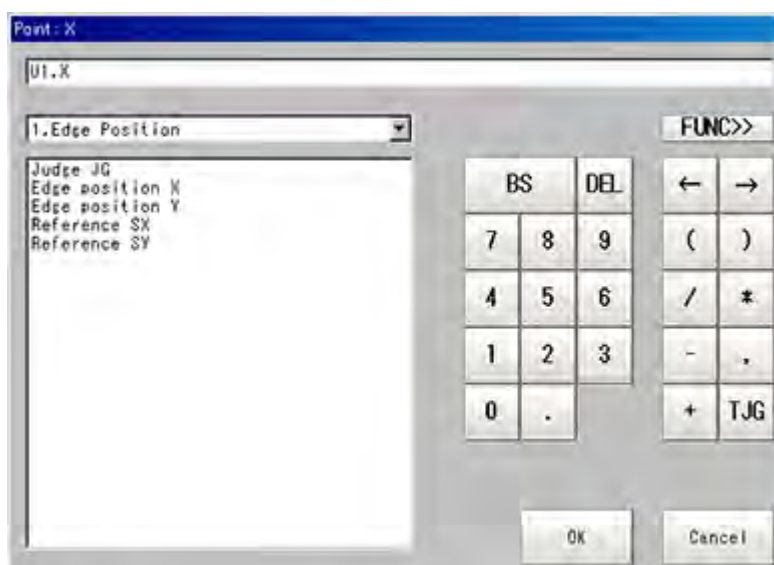 Point : X
U1.X
1.Edge Position
FUNC>>
Judge JG
Edge position X
Edge position Y
Reference SX
Reference SY
BS DEL ← →
7 8 9 ( )
4 5 6 / *
1 2 3 - ,
0 . + TJG
OK Cancel